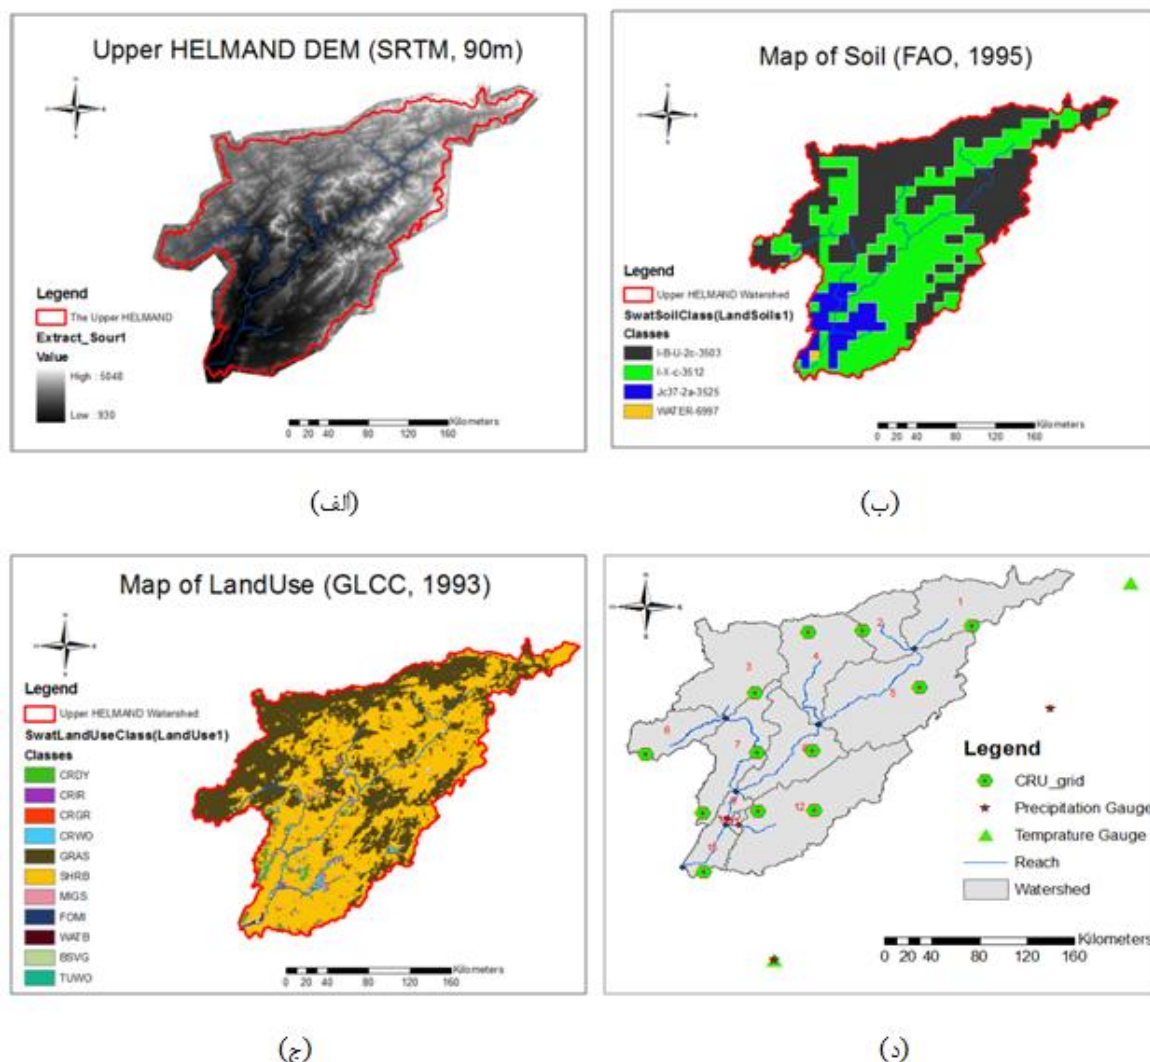 Upper HELMAND DEM (SRTM, 90m)
Legend
The Upper HELMAND
Extract_Sour1
Value
High : 5048
Low : 930
Kilometers
0 20 40 80 120 160
(الف)
Map of Soil (FAO, 1995)
Legend
Upper HELMAND Watershed
SwatSoilClass(LandSoils1)
Classes
I-B-U-2c-3503
I-X-c-3512
Jc37-2a-3525
WATER-6997
Kilometers
0 20 40 80 120 160
(ب)
Map of LandUse (GLCC, 1993)
Legend
Upper HELMAND Watershed
SwatLandUseClass(LandUse1)
Classes
CRDY
CRIR
CRGR
CRWO
GRAS
SHRB
MIGS
FOMI
WATB
BSVG
TUWO
Kilometers
0 20 40 80 120 160
(ج)
1
2
3
4
5
6
7
12
Legend
CRU_grid
Precipitation Gauge
Temprature Gauge
Reach
Watershed
Kilometers
0 20 40 80 120 160
(د)